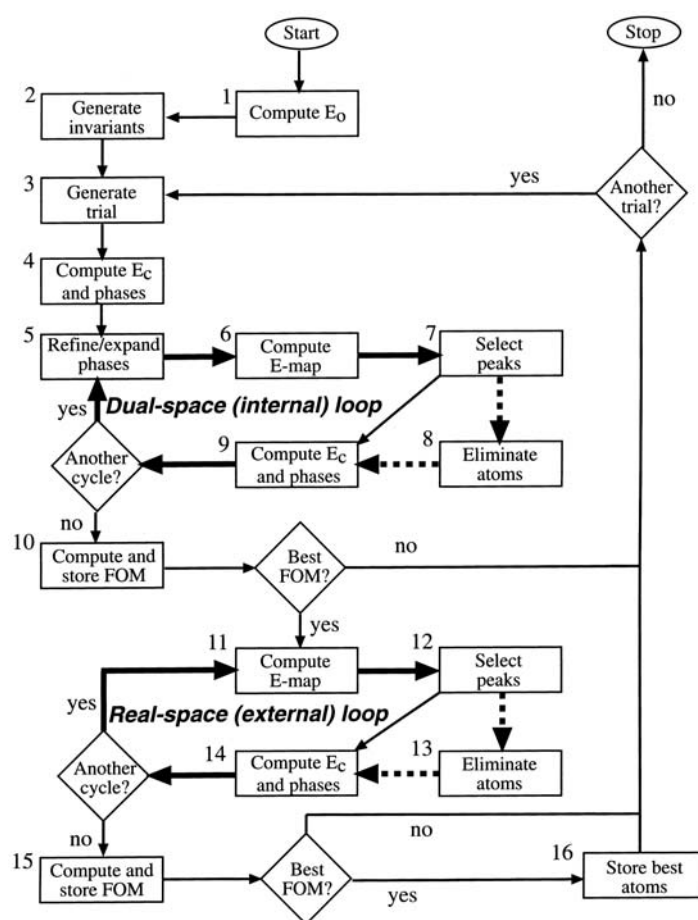 Start
Stop
no
2
Generate
invariants
1
Compute Eo
3
Generate
trial
yes
Another
trial?
4
Compute Ec
and phases
5
Refine/expand
phases
6
Compute
E-map
7
Select
peaks
yes
Dual-space (internal) loop
Another
cycle?
9
Compute Ec
and phases
8
Eliminate
atoms
no
10
Compute and
store FOM
Best
FOM?
no
yes
11
Compute
E-map
12
Select
peaks
yes
Real-space (external) loop
Another
cycle?
14
Compute Ec
and phases
13
Eliminate
atoms
no
15
Compute and
store FOM
Best
FOM?
no
yes
16
Store best
atoms